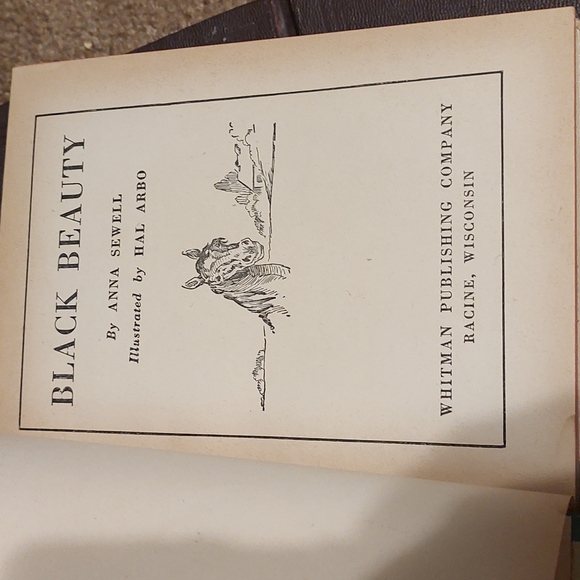 BLACK BEAUTY
By ANNA SEWELL
Illustrated by HAL ARBO
WHITMAN PUBLISHING COMPANY
RACINE, WISCONSIN